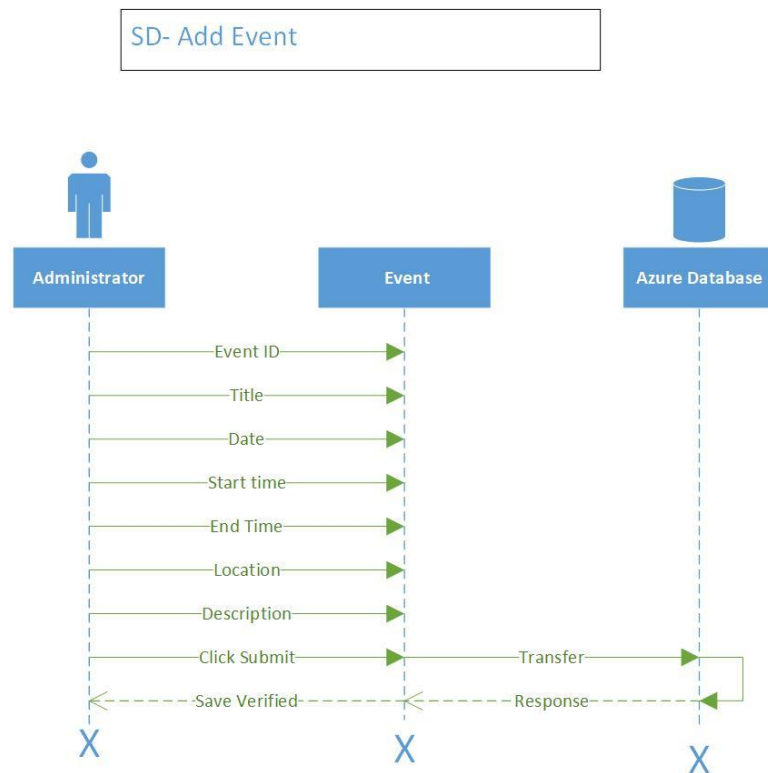 SD- Add Event
Administrator
Event
Azure Database
Event ID
Title
Date
Start time
End Time
Location
Description
Click Submit
Transfer
Save Verified
Response
X
X
X